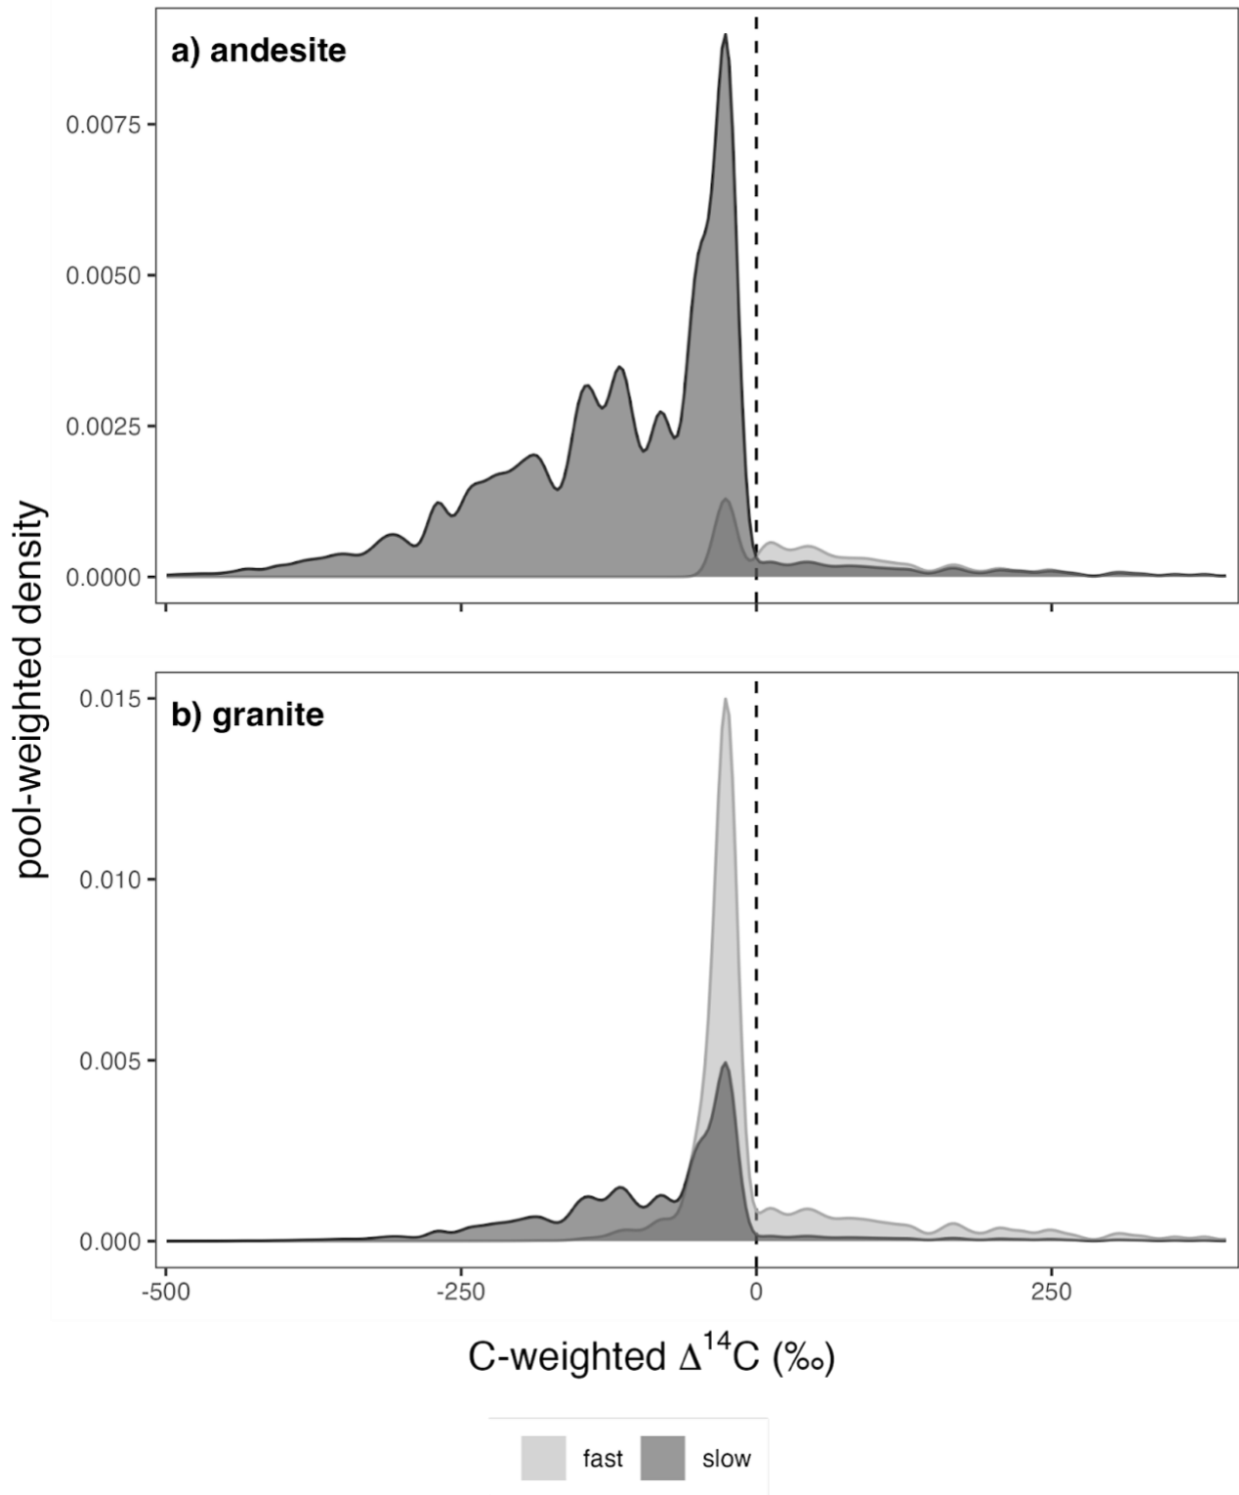 a) andesite
0.0075
0.0050
0.0025
0.0000
pool-weighted density
b) granite
0.015
0.010
0.005
0.000
-500 -250 0 250
C-weighted Δ¹⁴C (‰)
fast slow